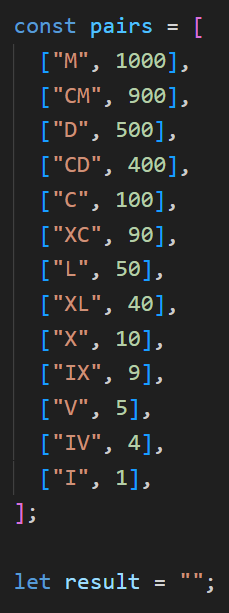 const pairs = [
  ["M", 1000],
  ["CM", 900],
  ["D", 500],
  ["CD", 400],
  ["C", 100],
  ["XC", 90],
  ["L", 50],
  ["XL", 40],
  ["X", 10],
  ["IX", 9],
  ["V", 5],
  ["IV", 4],
  ["I", 1],
];

let result = "";